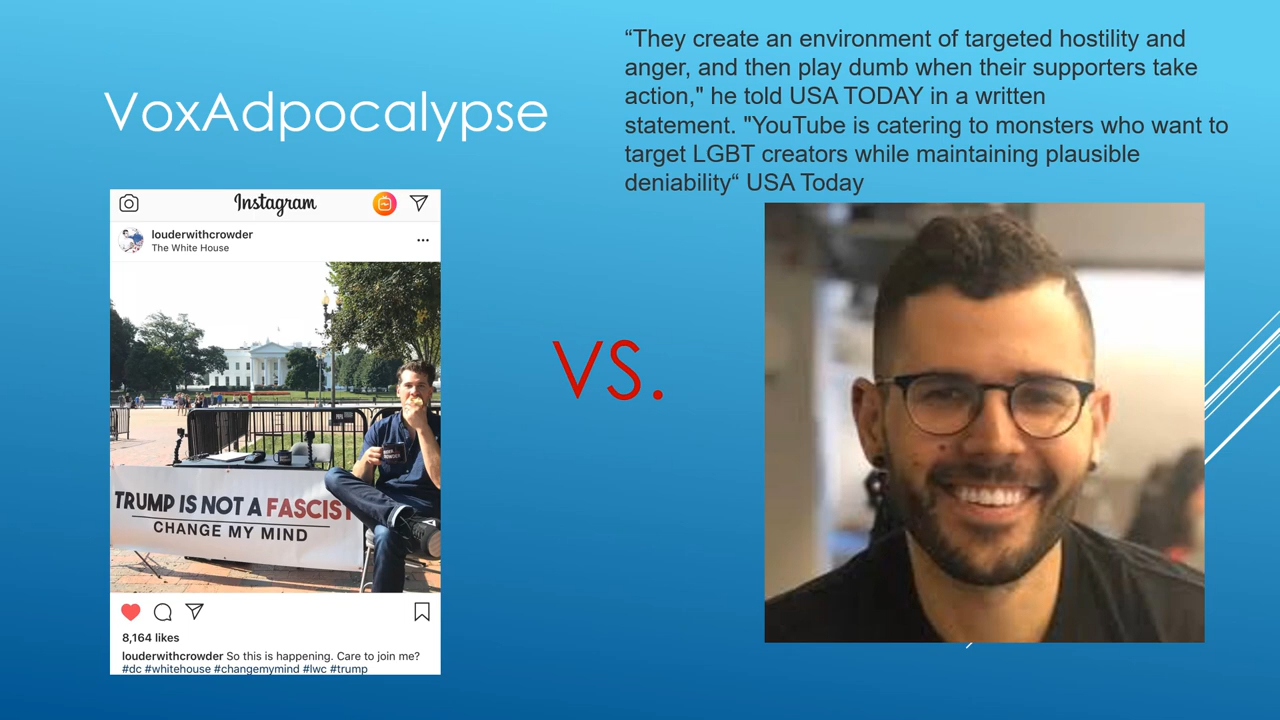 VoxAdpocalypse
“They create an environment of targeted hostility and
anger, and then play dumb when their supporters take
action," he told USA TODAY in a written
statement. "YouTube is catering to monsters who want to
target LGBT creators while maintaining plausible
deniability“ USA Today
Instagram
louderwithcrowder
The White House
TRUMP IS NOT A FASCIST
CHANGE MY MIND
8,164 likes
louderwithcrowder So this is happening. Care to join me?
#dc #whitehouse #changemymind #lwc #trump
VS.